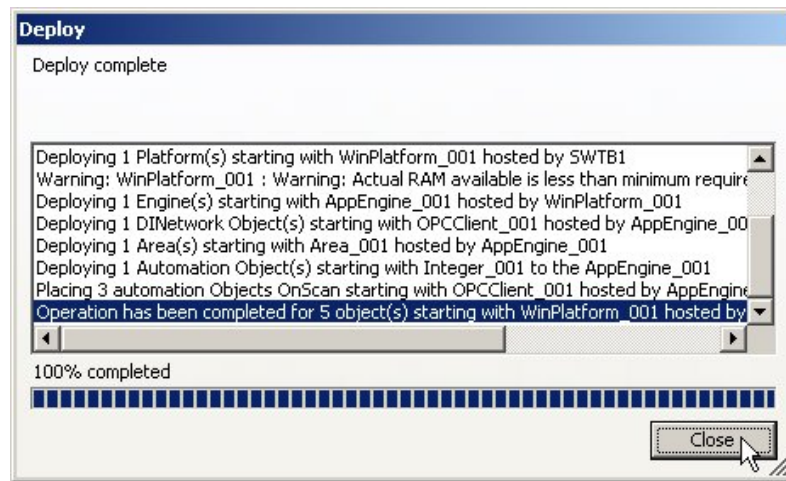 Deploy
Deploy complete
Deploying 1 Platform(s) starting with WinPlatform_001 hosted by SWTB1
Warning: WinPlatform_001 : Warning: Actual RAM available is less than minimum require
Deploying 1 Engine(s) starting with AppEngine_001 hosted by WinPlatform_001
Deploying 1 DINetwork Object(s) starting with OPCClient_001 hosted by AppEngine_00
Deploying 1 Area(s) starting with Area_001 hosted by AppEngine_001
Deploying 1 Automation Object(s) starting with Integer_001 to the AppEngine_001
Placing 3 automation Objects OnScan starting with OPCClient_001 hosted by AppEngine
Operation has been completed for 5 object(s) starting with WinPlatform_001 hosted by
100% completed
Close